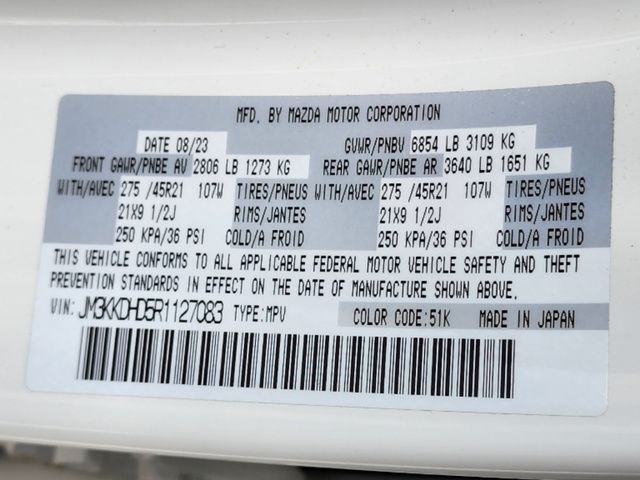 MFD. BY MAZDA MOTOR CORPORATION
DATE 08/23 GVWR/PNBV 6854 LB 3109 KG
FRONT GAWR/PNBE AV 2806 LB 1273 KG REAR GAWR/PNBE AR 3640 LB 1651 KG
WITH/AVEC 275 /45R21 107W TIRES/PNEUS WITH/AVEC 275 /45R21 107W TIRES/PNEUS
21X9 1/2J RIMS/JANTES 21X9 1/2J RIMS/JANTES
250 KPA/36 PSI COLD/A FROID 250 KPA/36 PSI COLD/A FROID
THIS VEHICLE CONFORMS TO ALL APPLICABLE FEDERAL MOTOR VEHICLE SAFETY AND THEFT
PREVENTION STANDARDS IN EFFECT ON THE DATE OF MANUFACTURE SHOWN ABOVE.
VIN: JM3KKDHD5R1127083 TYPE:MPV COLOR CODE:51K MADE IN JAPAN